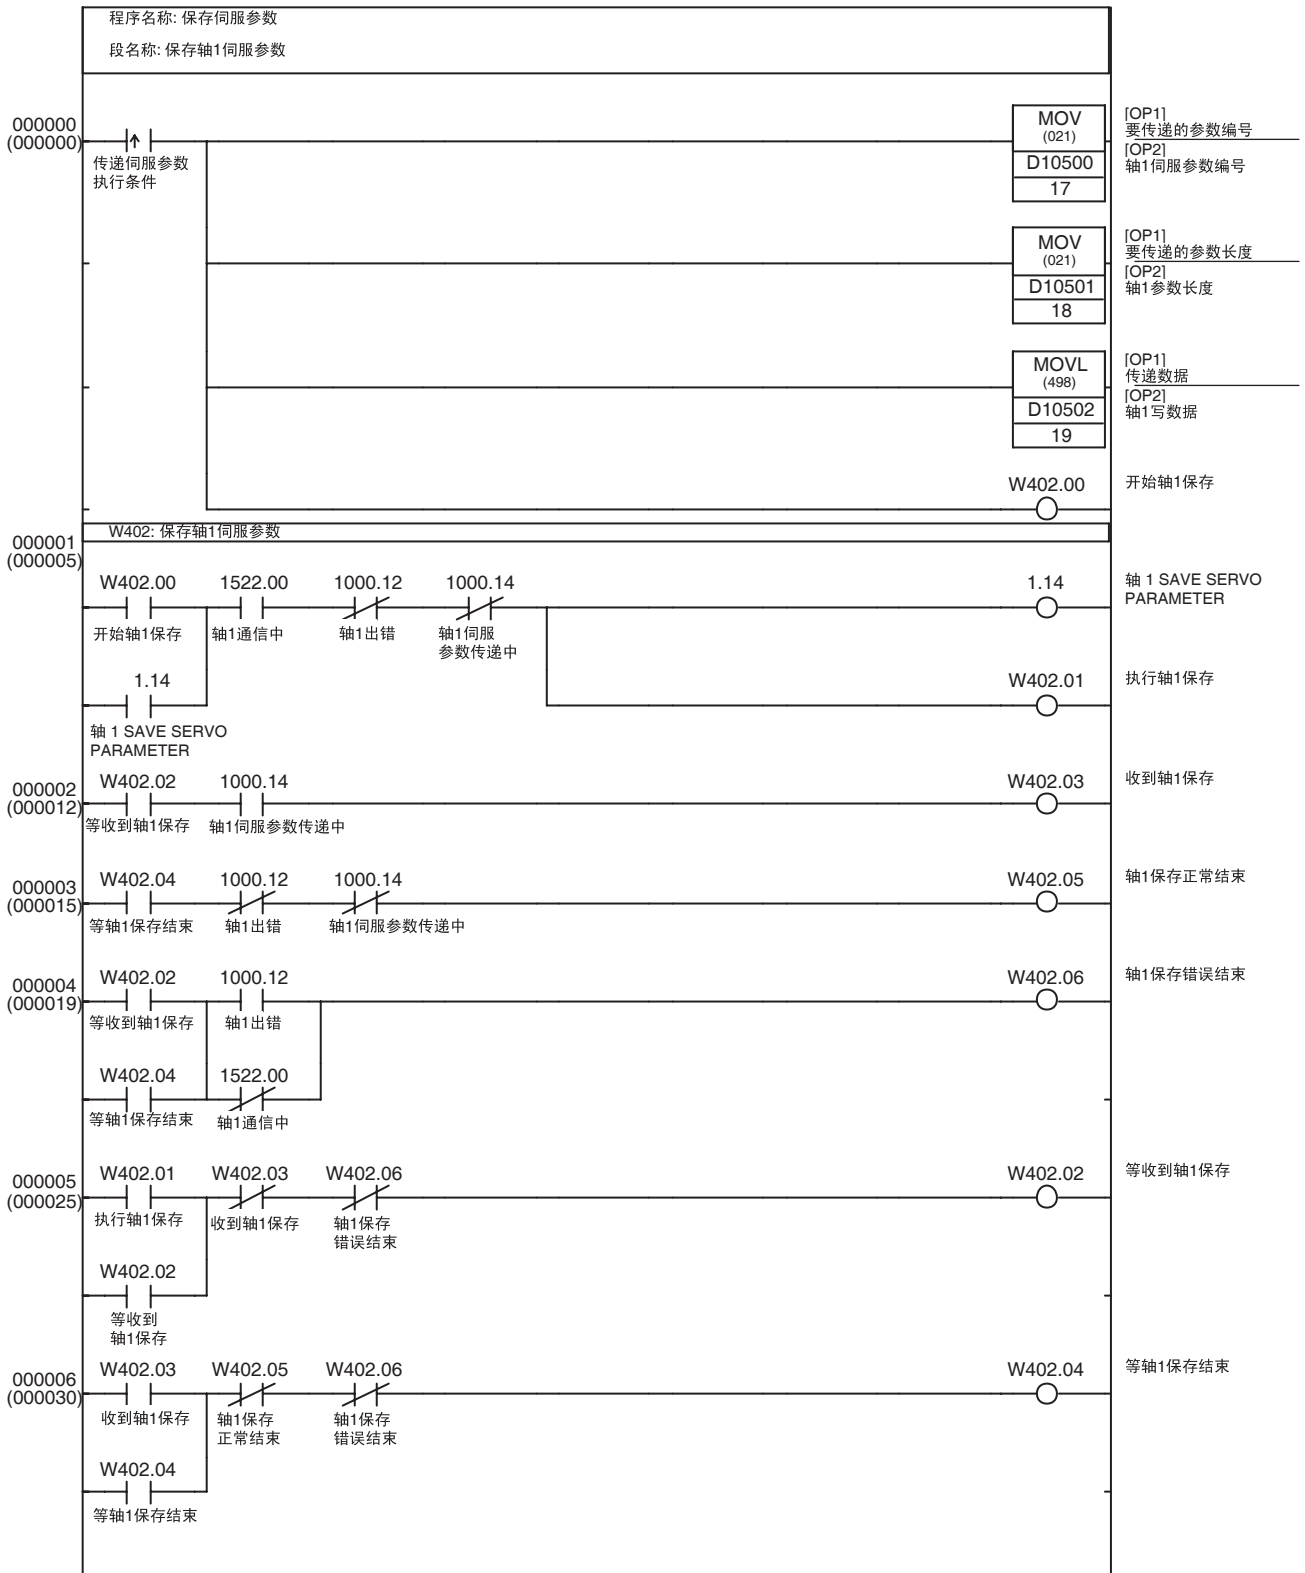 程序名称: 保存伺服参数
段名称: 保存轴1伺服参数
000000
(000000)
传递伺服参数
执行条件
MOV
(021)
D10500
17
[OP1]
要传递的参数编号
[OP2]
轴1伺服参数编号
MOV
(021)
D10501
18
[OP1]
要传递的参数长度
[OP2]
轴1参数长度
MOVL
(498)
D10502
19
[OP1]
传递数据
[OP2]
轴1写数据
W402.00
开始轴1保存
W402: 保存轴1伺服参数
000001
(000005)
W402.00 1522.00 1000.12 1000.14 1.14
开始轴1保存 轴1通信中 轴1出错 轴1伺服
参数传递中
轴 1 SAVE SERVO
PARAMETER
1.14 W402.01
执行轴1保存
轴 1 SAVE SERVO
PARAMETER
000002
(000012)
W402.02 1000.14 W402.03
收到轴1保存
等收到轴1保存 轴1伺服参数传递中
000003
(000015)
W402.04 1000.12 1000.14 W402.05
轴1保存正常结束
等轴1保存结束 轴1出错 轴1伺服参数传递中
000004
(000019)
W402.02 1000.12 W402.06
轴1保存错误结束
等收到轴1保存 轴1出错
W402.04 1522.00
等轴1保存结束 轴1通信中
000005
(000025)
W402.01 W402.03 W402.06 W402.02
等收到轴1保存
执行轴1保存 收到轴1保存 轴1保存
错误结束
W402.02
等收到
轴1保存
000006
(000030)
W402.03 W402.05 W402.06 W402.04
等轴1保存结束
收到轴1保存 轴1保存 轴1保存
正常结束 错误结束
W402.04
等轴1保存结束